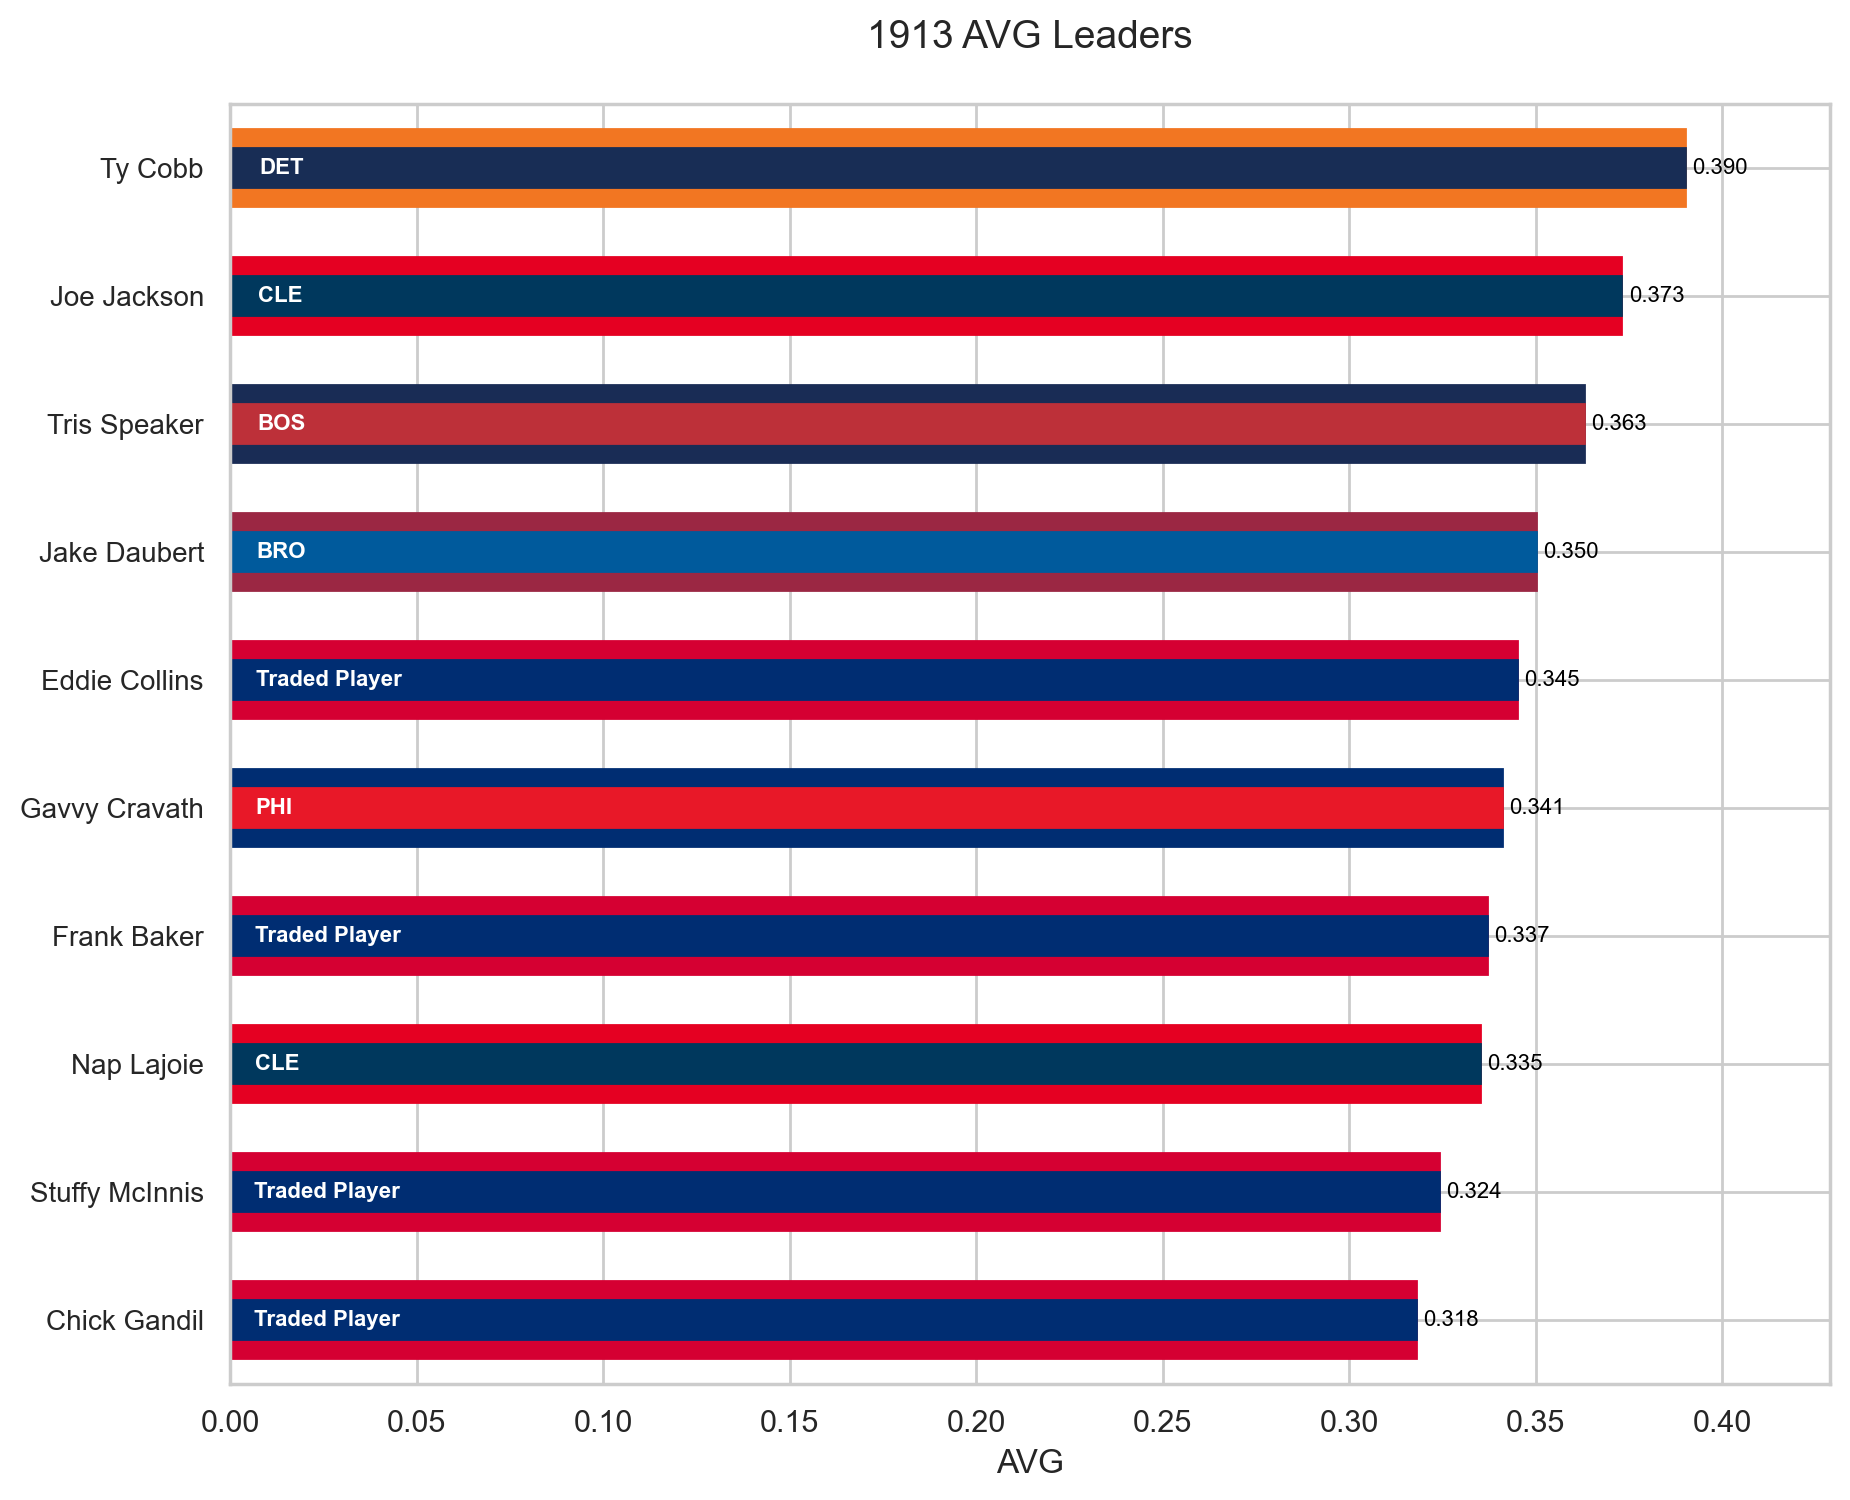 1913 AVG Leaders
Ty Cobb DET 0.390
Joe Jackson CLE 0.373
Tris Speaker BOS 0.363
Jake Daubert BRO 0.350
Eddie Collins Traded Player 0.345
Gavvy Cravath PHI 0.341
Frank Baker Traded Player 0.337
Nap Lajoie CLE 0.335
Stuffy McInnis Traded Player 0.324
Chick Gandil Traded Player 0.318
0.00 0.05 0.10 0.15 0.20 0.25 0.30 0.35 0.40
AVG